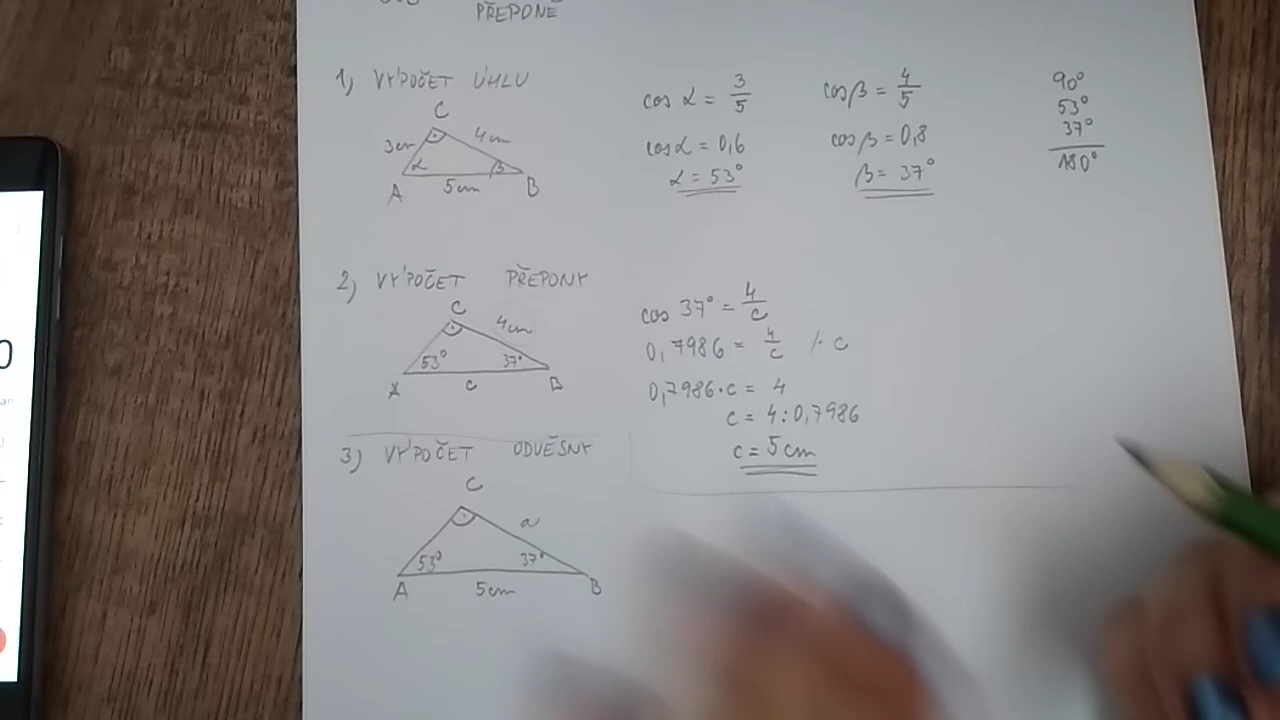 PŘEPONĚ
1) VÝPOČET ÚHLU
C
3cm 4cm
α β
A 5cm B
cos α = 3/5
cos α = 0,6
α = 53°
cos β = 4/5
cos β = 0,8
β = 37°
90°
53°
37°
180°
2) VÝPOČET PŘEPONY
C
4cm
53° 37°
A c B
cos 37° = 4/c
0,7986 = 4/c /· c
0,7986·c = 4
c = 4:0,7986
c = 5cm
3) VÝPOČET ODVĚSNY
C
a
53° 37°
A 5cm B